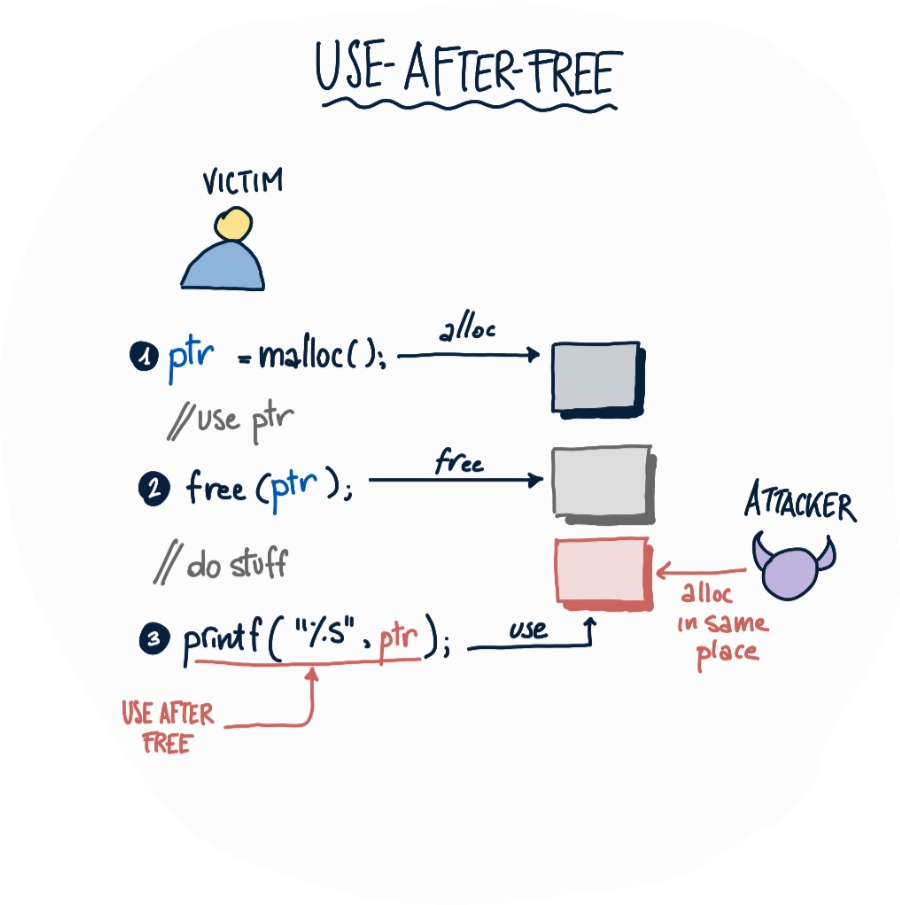 USE-AFTER-FREE
VICTIM
1 ptr = malloc();
alloc
// use ptr
2 free (ptr);
free
ATTACKER
// do stuff
alloc
in same
place
3 printf("%s", ptr);
use
USE AFTER
FREE